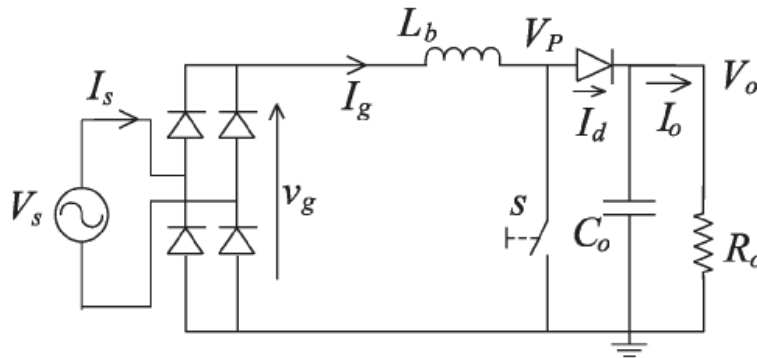 L_b
V_P
I_s
I_g
I_d
I_o
V_o
V_s
v_g
s
C_o
R_o